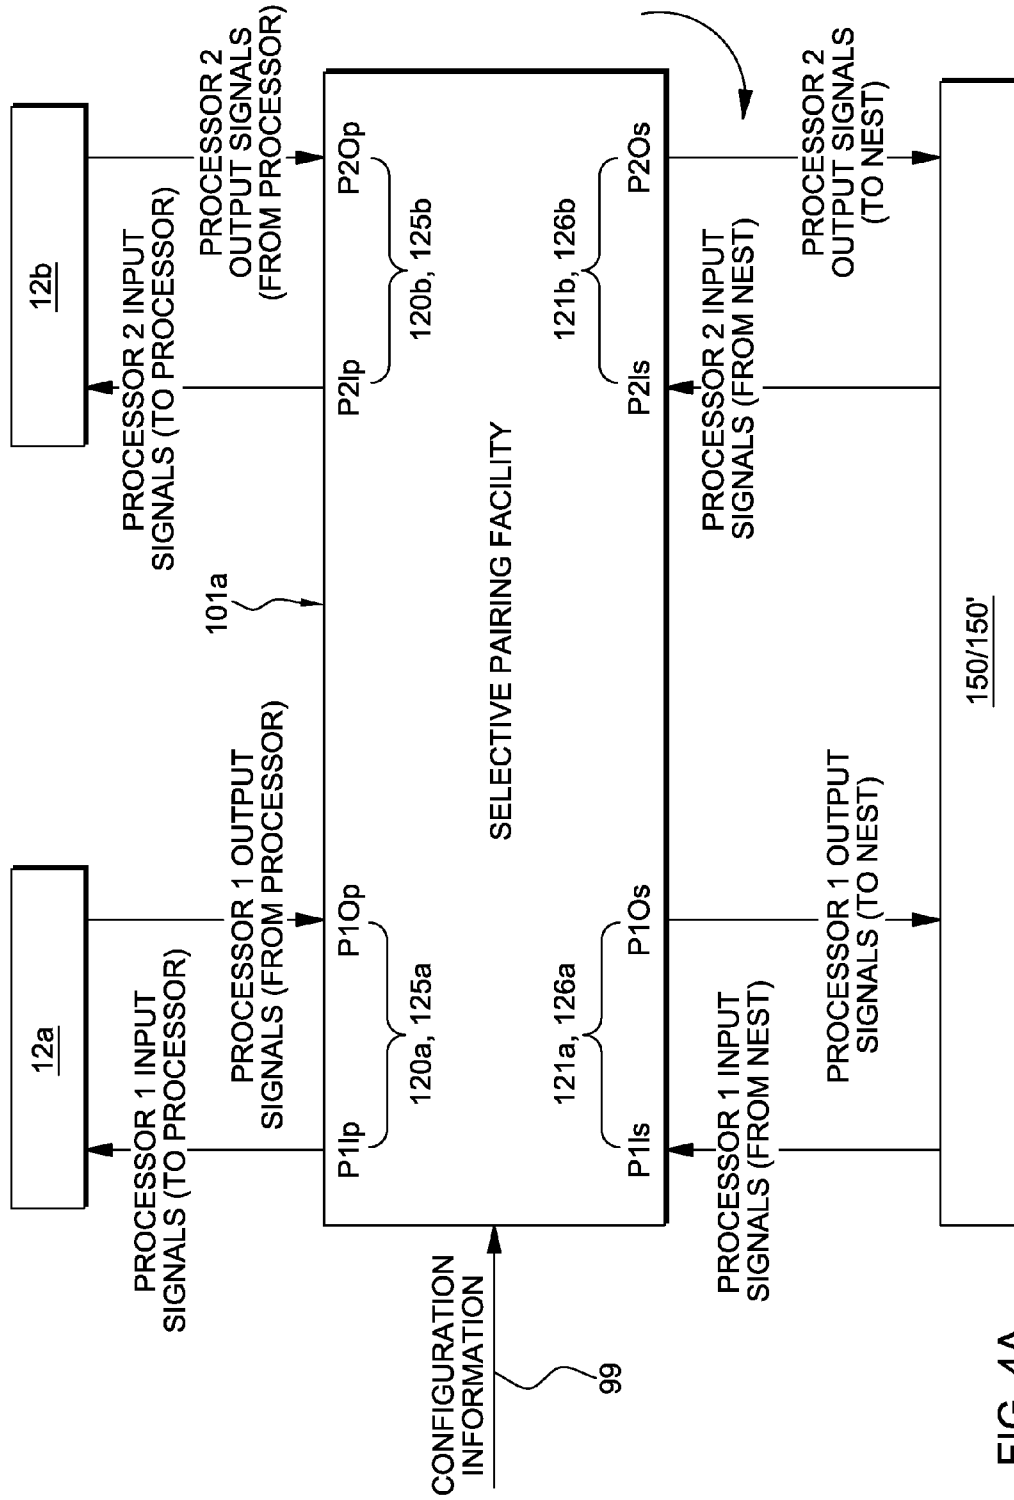 12a
12b
PROCESSOR 1 INPUT
SIGNALS (TO PROCESSOR)
PROCESSOR 1 OUTPUT
SIGNALS (FROM PROCESSOR)
101a
PROCESSOR 2 INPUT
SIGNALS (TO PROCESSOR)
PROCESSOR 2
OUTPUT SIGNALS
(FROM PROCESSOR)
CONFIGURATION
INFORMATION
99
P1Ip
P1Op
P2Ip
P2Op
120a, 125a
120b, 125b
SELECTIVE PAIRING FACILITY
121a, 126a
121b, 126b
P1Is
P1Os
P2Is
P2Os
PROCESSOR 1 INPUT
SIGNALS (FROM NEST)
PROCESSOR 1 OUTPUT
SIGNALS (TO NEST)
PROCESSOR 2 INPUT
SIGNALS (FROM NEST)
PROCESSOR 2
OUTPUT SIGNALS
(TO NEST)
150/150'
FIG. 4A